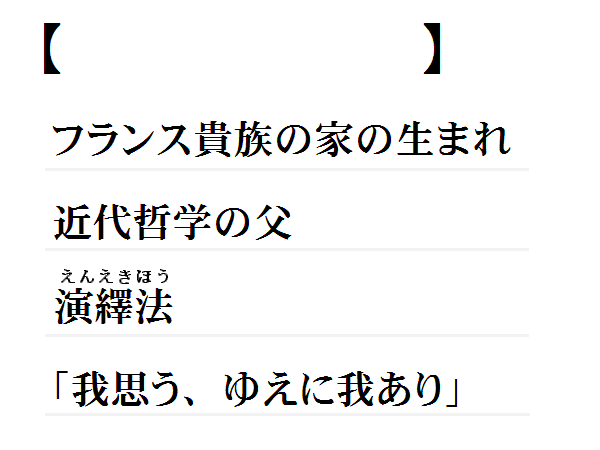 【　　　　　　　　　】
フランス貴族の家の生まれ
近代哲学の父
えんえきほう
演繹法
「我思う、ゆえに我あり」